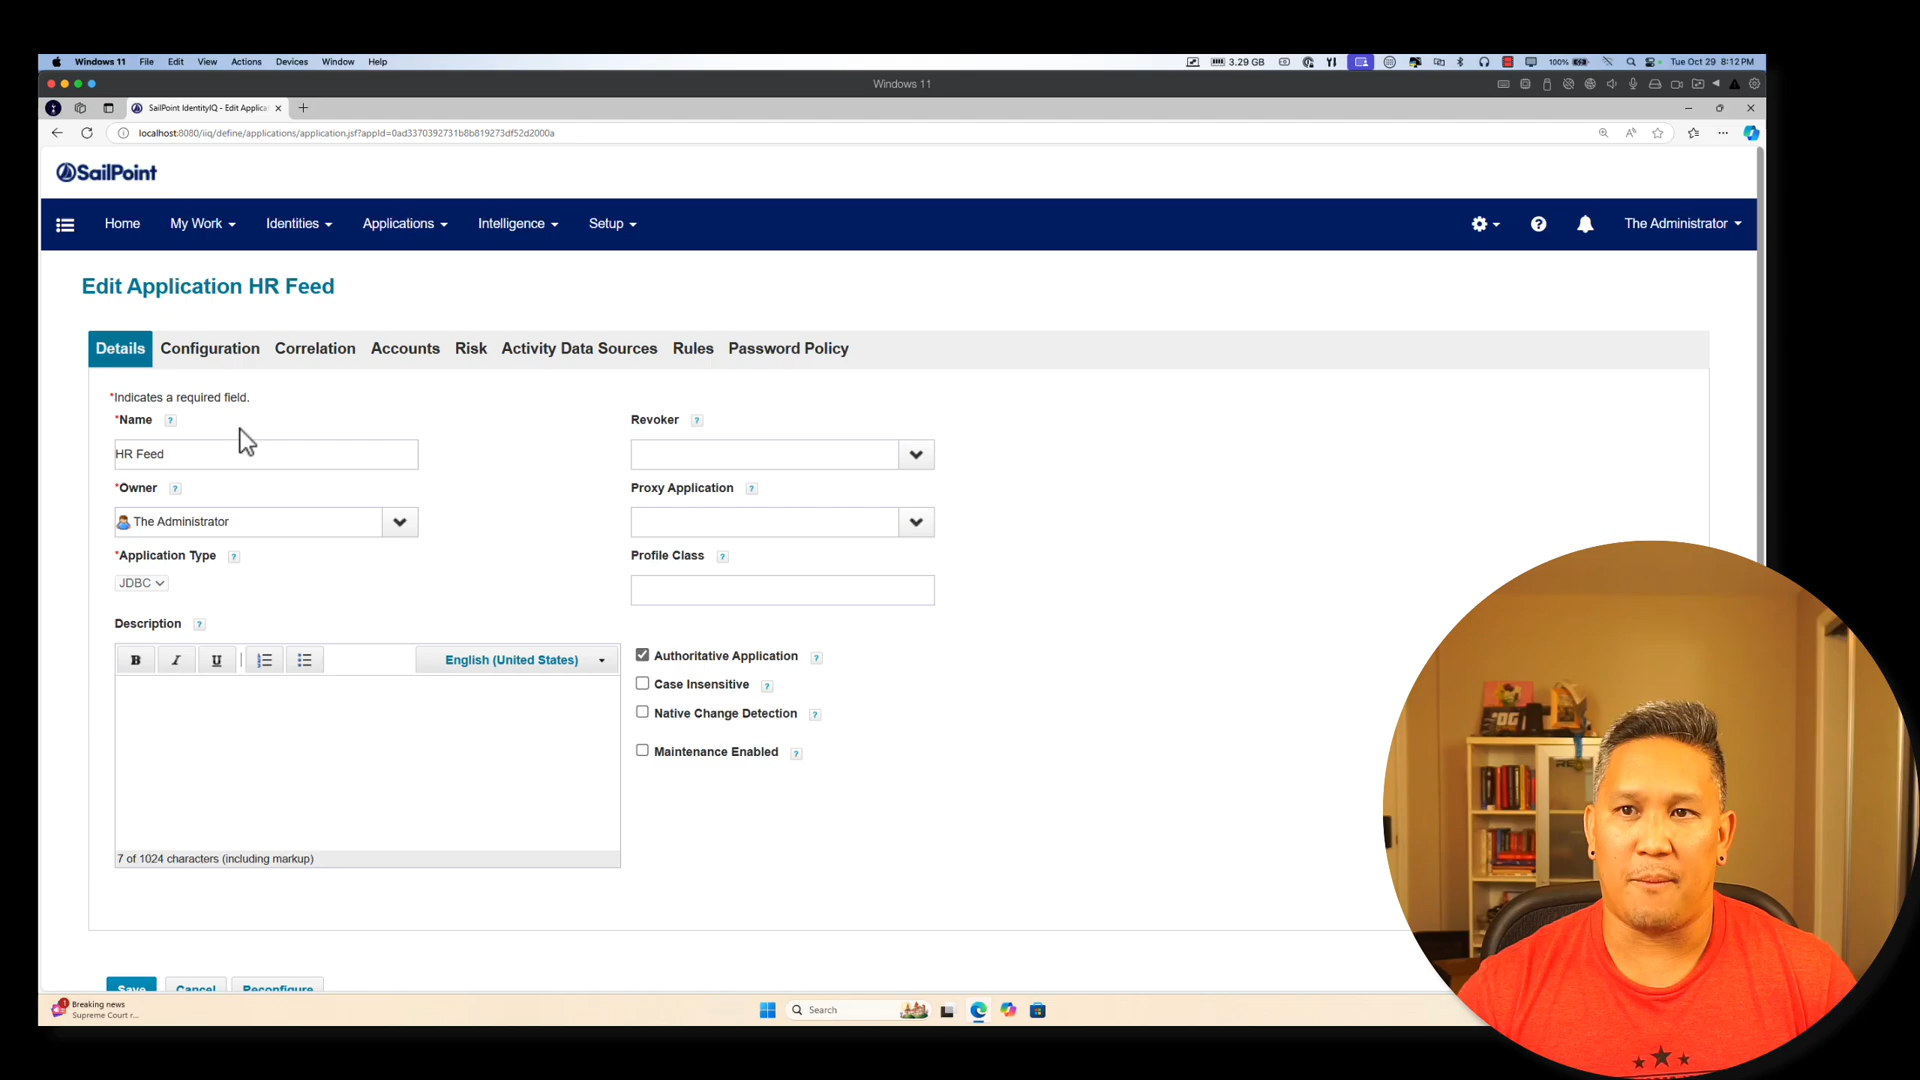 Windows 11 File Edit View Actions Devices Window Help 3.29 GB 100% Tue Oct 29 8:12PM
Windows 11
SailPoint IdentityIQ - Edit Applica
localhost:8080/iiq/define/applications/application.jsf?appId=0ad3370392731b8b819273df52d2000a
SailPoint
Home My Work Identities Applications Intelligence Setup The Administrator
Edit Application HR Feed
Details Configuration Correlation Accounts Risk Activity Data Sources Rules Password Policy
*Indicates a required field.
*Name ? Revoker ?
HR Feed
*Owner ? Proxy Application ?
The Administrator
*Application Type ? Profile Class ?
JDBC
Description ?
B I U English (United States)
Authoritative Application ?
Case Insensitive ?
Native Change Detection ?
Maintenance Enabled ?
7 of 1024 characters (including markup)
Save Cancel Reconfigure
Breaking news
Supreme Court r...
Search